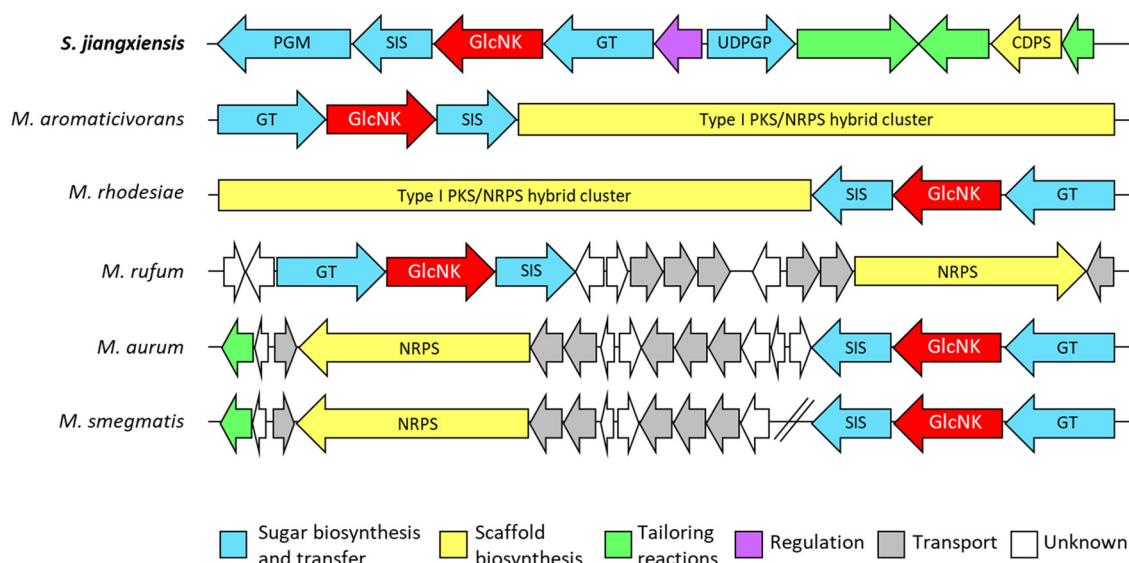 S. jiangxiensis PGM SIS GlcNK GT UDPGP CDPS
M. aromaticivorans GT GlcNK SIS Type I PKS/NRPS hybrid cluster
M. rhodesiae Type I PKS/NRPS hybrid cluster SIS GlcNK GT
M. rufum GT GlcNK SIS NRPS
M. aurum NRPS SIS GlcNK GT
M. smegmatis NRPS SIS GlcNK GT
Sugar biosynthesis
and transfer
Scaffold
biosynthesis
Tailoring
reactions
Regulation
Transport
Unknown